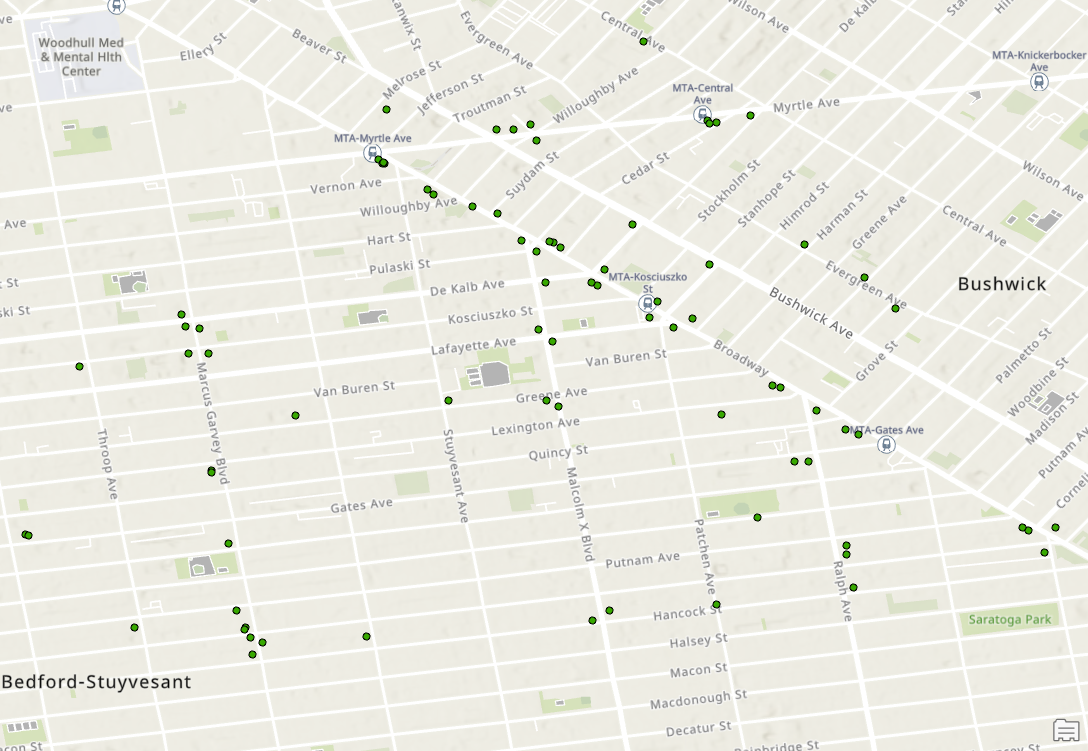 Wilson Ave
De Kalb
Central Ave
Evergreen Ave
Beaver St
Ellery St
Woodhull Med
& Mental Hlth
Center
MTA-Knickerbocker
Ave
Melrose St
Jefferson St
Troutman St
Willoughby Ave
MTA-Central
Ave
Myrtle Ave
MTA-Myrtle Ave
Suydam St
Cedar St
Stockholm St
Stanhope St
Himrod St
Harman St
Greene Ave
Wilson Ave
Central Ave
Vernon Ave
Willoughby Ave
Ave
Hart St
Pulaski St
De Kalb Ave
MTA-Kosciuszko
St
Evergreen Ave
Bushwick
Bushwick Ave
Kosciuszko St
Lafayette Ave
Van Buren St
Broadway
Grove St
Palmetto St
Woodbine St
Madison St
Putnam Av
Cornel
Marcus Garvey Blvd
Van Buren St
Greene Ave
Lexington Ave
Quincy St
MTA-Gates Ave
Throop Ave
Stuyvesant Ave
Malcolm X Blvd
Gates Ave
Putnam Ave
Patchen Ave
Ralph Ave
Hancock St
Halsey St
Saratoga Park
Macon St
Bedford-Stuyvesant
Macdonough St
Decatur St
acon St
Bainbridge St